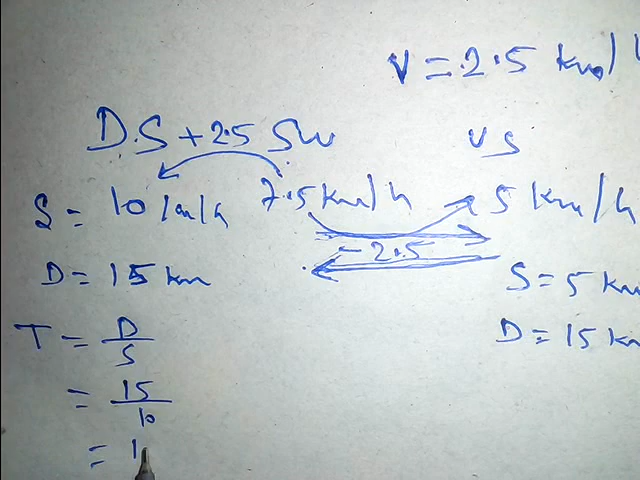 V = 2.5 km/
D.S + 2.5 SW US
S = 10 km/h 7.5 km/h 5 km/h
- 2.5
D = 15 km S = 5 km
T = D/S D = 15 km
= 15/10
= 1